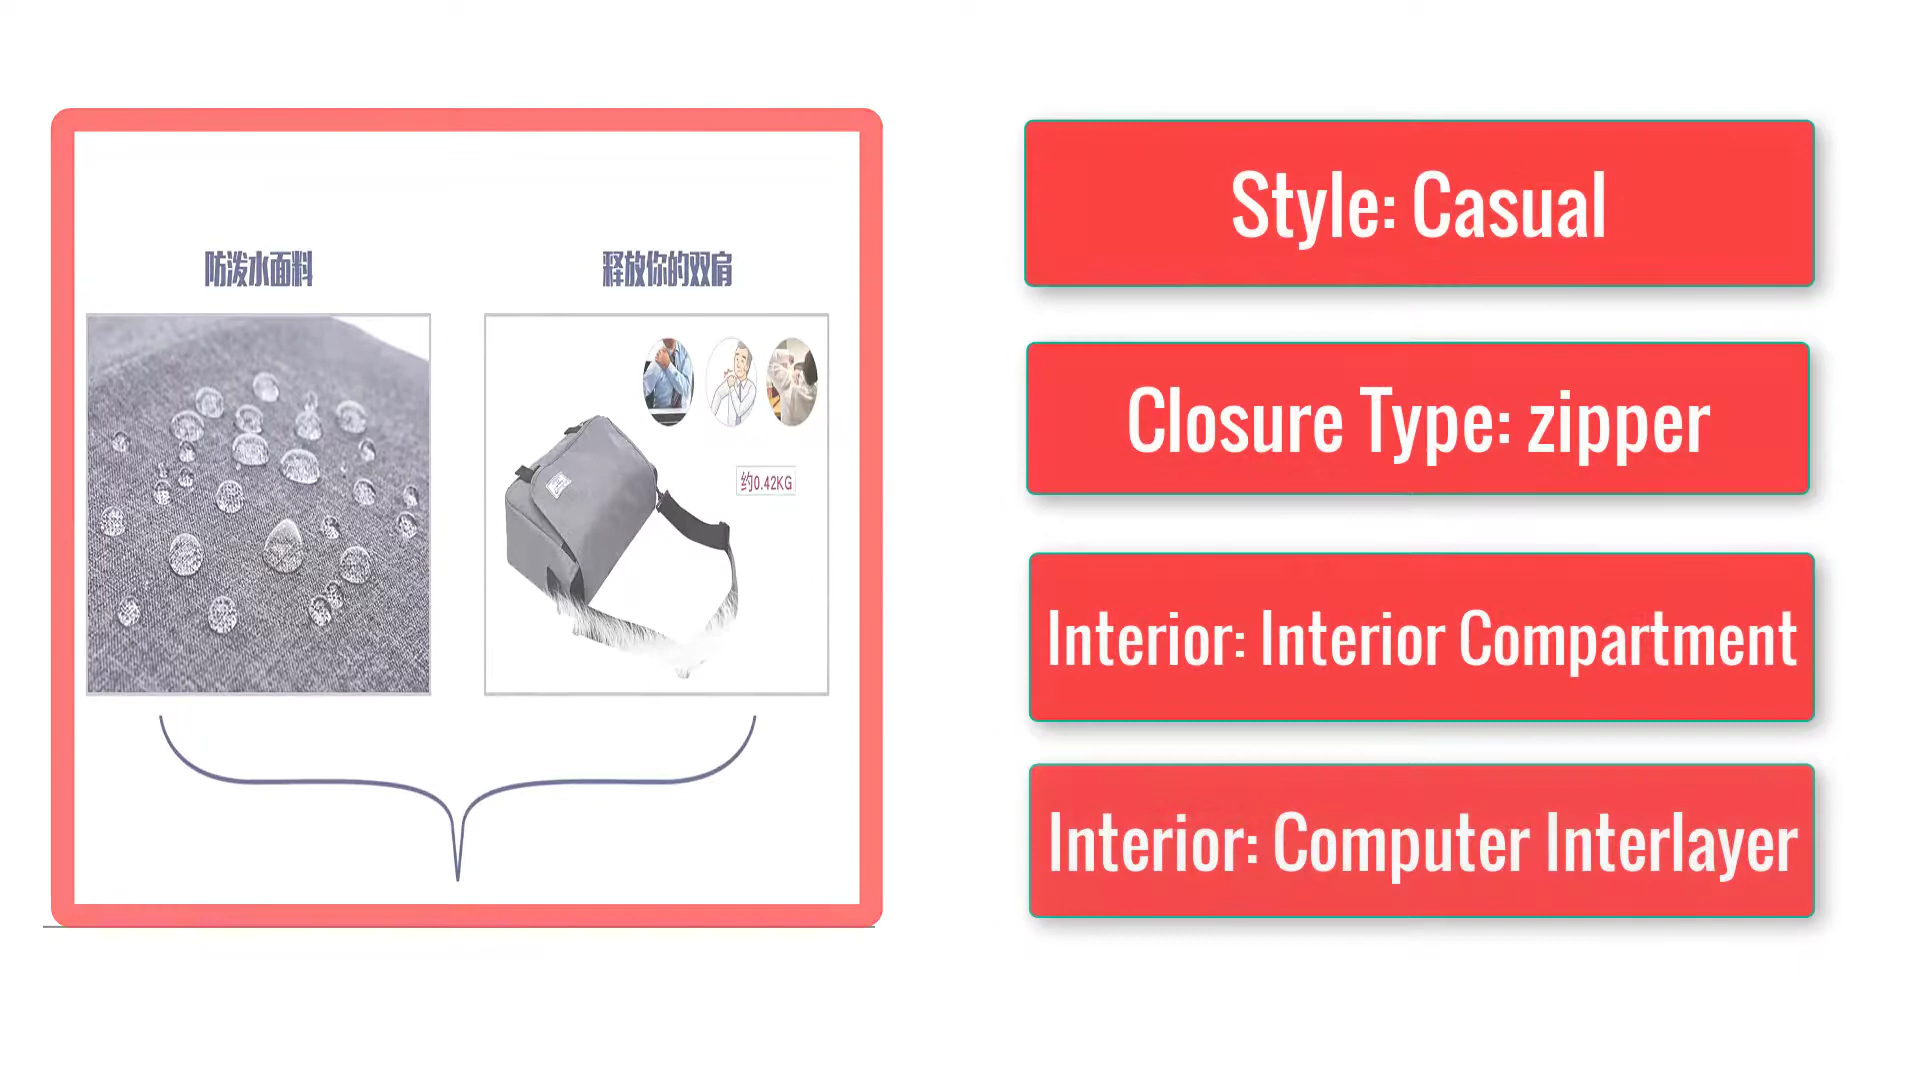 防泼水面料
释放你的双肩
约0.42KG
Style: Casual
Closure Type: zipper
Interior: Interior Compartment
Interior: Computer Interlayer